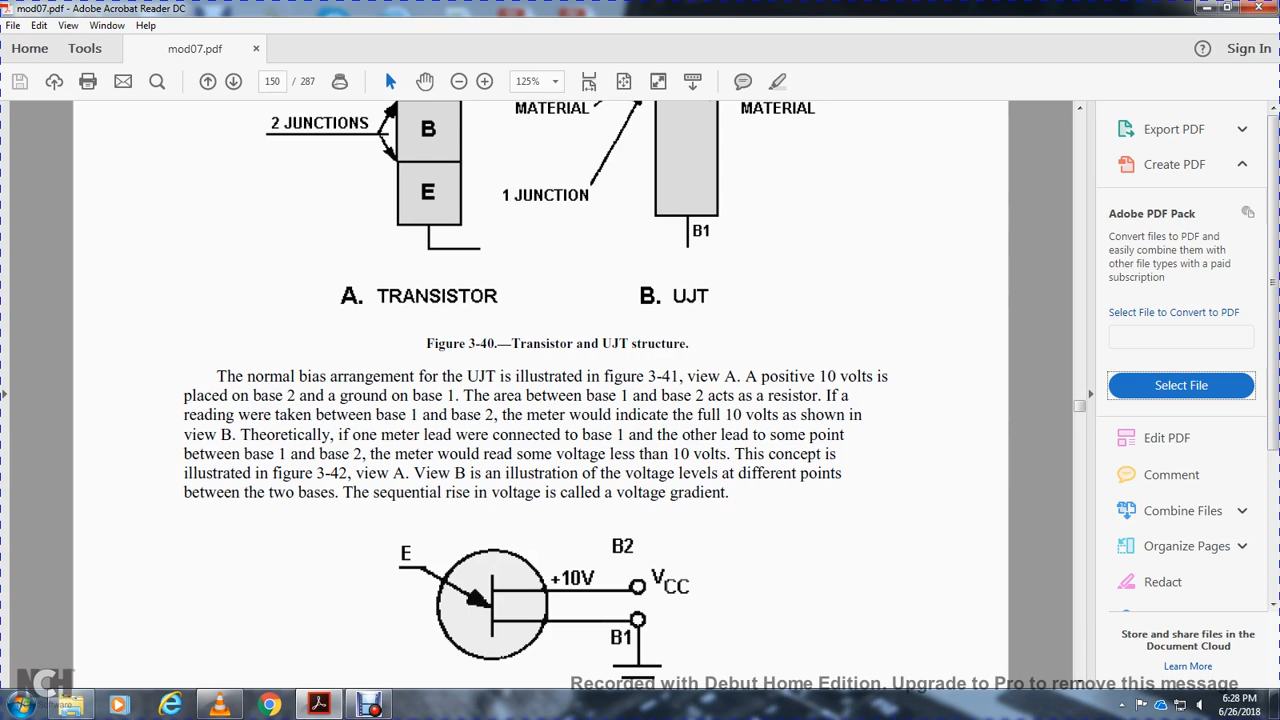 mod07.pdf - Adobe Acrobat Reader DC
File Edit View Window Help
Home Tools mod07.pdf × Sign In
150 / 287 125%
MATERIAL MATERIAL
2 JUNCTIONS B
E 1 JUNCTION
B1
A. TRANSISTOR B. UJT
Figure 3-40.—Transistor and UJT structure.
The normal bias arrangement for the UJT is illustrated in figure 3-41, view A. A positive 10 volts is
placed on base 2 and a ground on base 1. The area between base 1 and base 2 acts as a resistor. If a
reading were taken between base 1 and base 2, the meter would indicate the full 10 volts as shown in
view B. Theoretically, if one meter lead were connected to base 1 and the other lead to some point
between base 1 and base 2, the meter would read some voltage less than 10 volts. This concept is
illustrated in figure 3-42, view A. View B is an illustration of the voltage levels at different points
between the two bases. The sequential rise in voltage is called a voltage gradient.
E B2
+10V VCC
B1
Export PDF
Create PDF
Adobe PDF Pack
Convert files to PDF and
easily combine them with
other file types with a paid
subscription
Select File to Convert to PDF
Select File
Edit PDF
Comment
Combine Files
Organize Pages
Redact
Store and share files in the
Document Cloud
Learn More
NCH
Software
Recorded with Debut Home Edition. Upgrade to Pro to remove this message
6:28 PM
6/26/2018